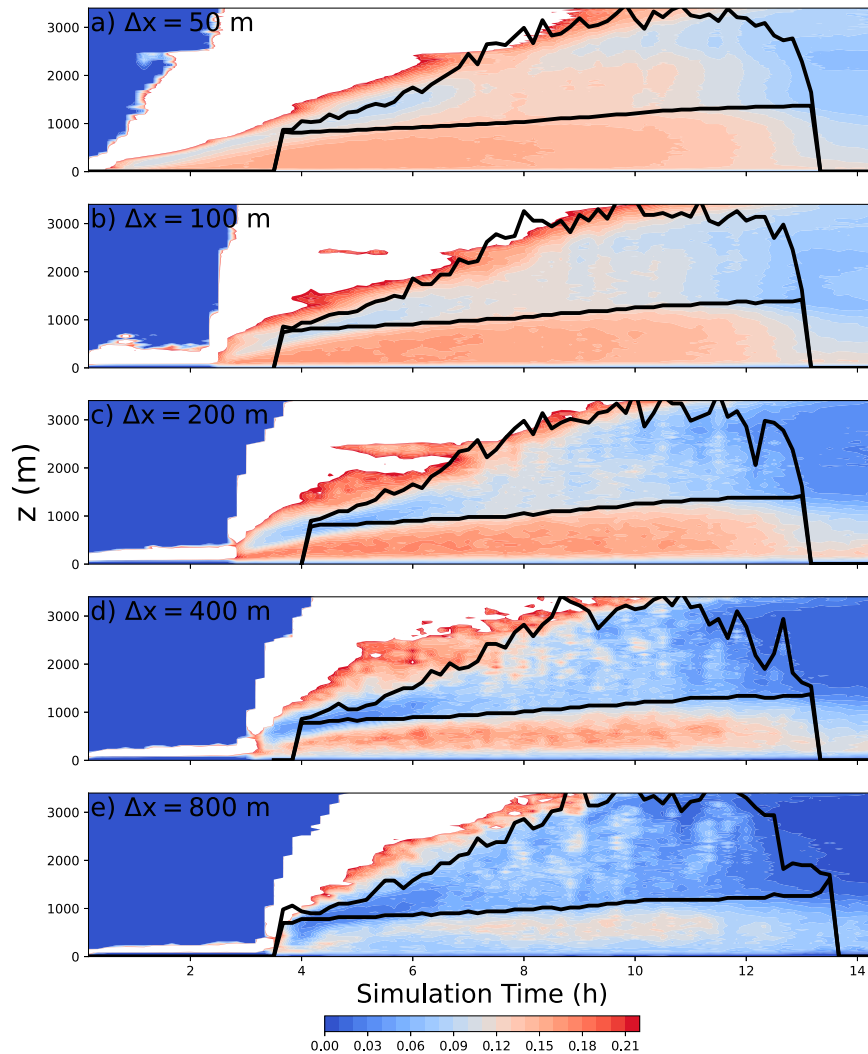 a) Δx = 50 m
3000
2000
1000
0
b) Δx = 100 m
3000
2000
1000
0
c) Δx = 200 m
3000
2000
1000
0
z (m)
d) Δx = 400 m
3000
2000
1000
0
e) Δx = 800 m
3000
2000
1000
0
2 4 6 8 10 12 14
Simulation Time (h)
0.00 0.03 0.06 0.09 0.12 0.15 0.18 0.21